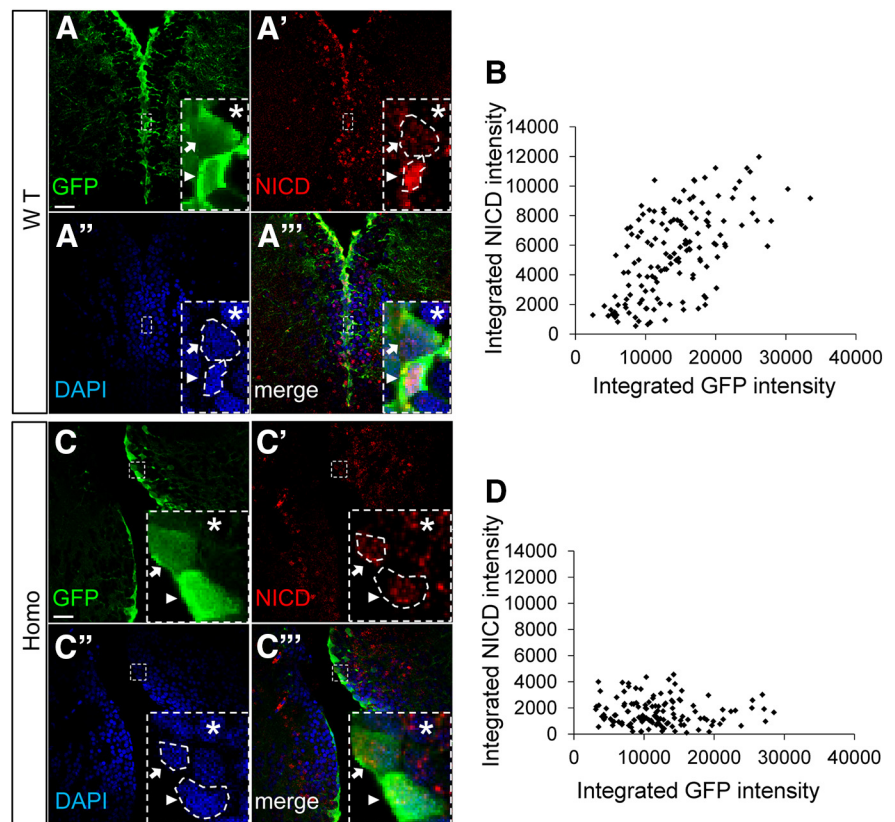 WT
A
GFP
*
A'
NICD
*
A''
DAPI
*
A'''
merge
*
B
Integrated NICD intensity
14000
12000
10000
8000
6000
4000
2000
0
0 10000 20000 30000 40000
Integrated GFP intensity
Homo
C
GFP
*
C'
NICD
*
C''
DAPI
*
C'''
merge
*
D
Integrated NICD intensity
14000
12000
10000
8000
6000
4000
2000
0
0 10000 20000 30000 40000
Integrated GFP intensity